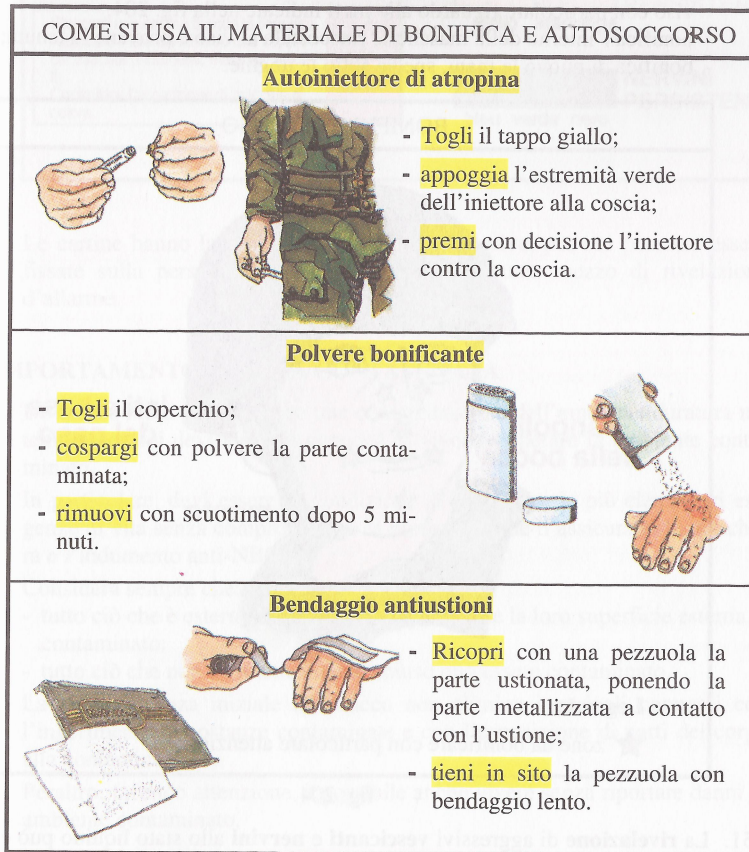 COME SI USA IL MATERIALE DI BONIFICA E AUTOSOCCORSO
Autoiniettore di atropina
- Togli il tappo giallo;
- appoggia l'estremità verde
dell'iniettore alla coscia;
- premi con decisione l'iniettore
contro la coscia.
Polvere bonificante
- Togli il coperchio;
- cospargi con polvere la parte conta-
minata;
- rimuovi con scuotimento dopo 5 mi-
nuti.
Bendaggio antiustioni
- Ricopri con una pezzuola la
parte ustionata, ponendo la
parte metallizzata a contatto
con l'ustione;
- tieni in sito la pezzuola con
bendaggio lento.